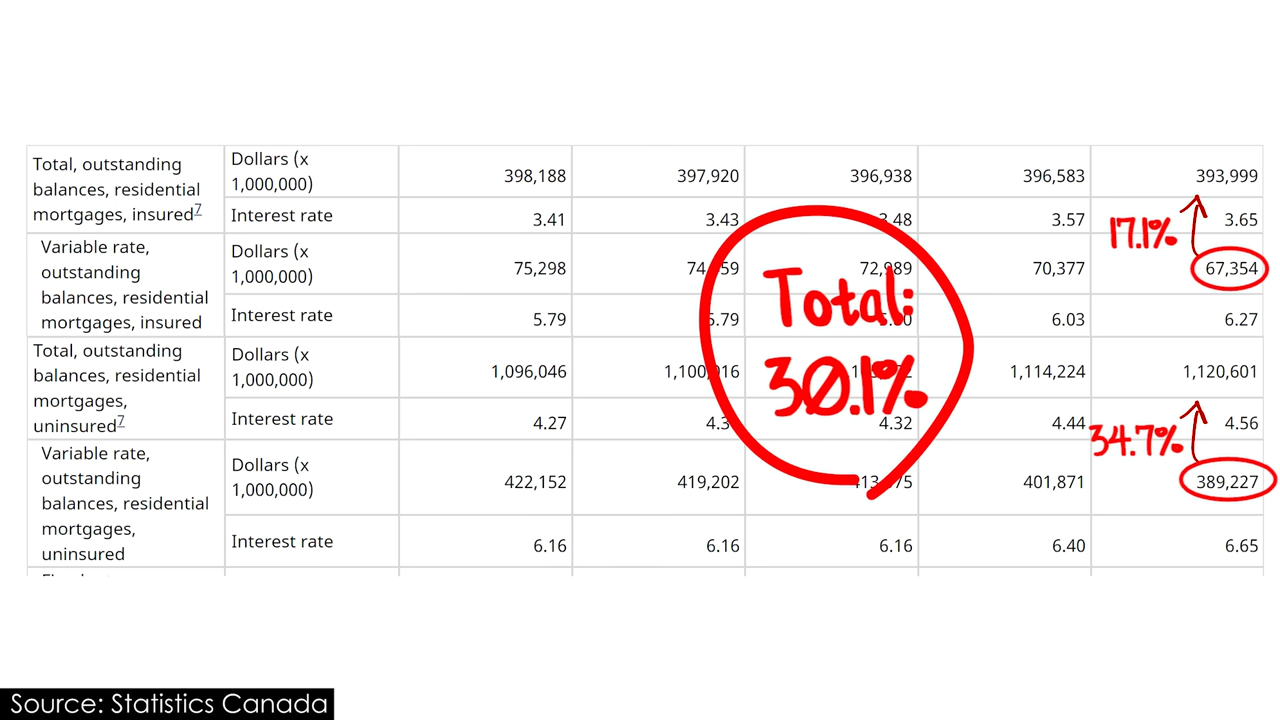 Total, outstanding
balances, residential
mortgages, insured7
Dollars (x
1,000,000)
398,188 397,920 396,938 396,583 393,999
Interest rate
3.41 3.43 3.48 3.57 3.65
17.1%
Variable rate,
outstanding
balances, residential
mortgages, insured
Dollars (x
1,000,000)
75,298 72,989 70,377 67,354
Interest rate
5.79 5.79 6.03 6.27
Total:
30.1%
Total, outstanding
balances, residential
mortgages,
uninsured7
Dollars (x
1,000,000)
1,096,046 1,114,224 1,120,601
Interest rate
4.27 4.32 4.44 4.56
34.7%
Variable rate,
outstanding
balances, residential
mortgages,
uninsured
Dollars (x
1,000,000)
422,152 419,202 401,871 389,227
Interest rate
6.16 6.16 6.16 6.40 6.65
Source: Statistics Canada